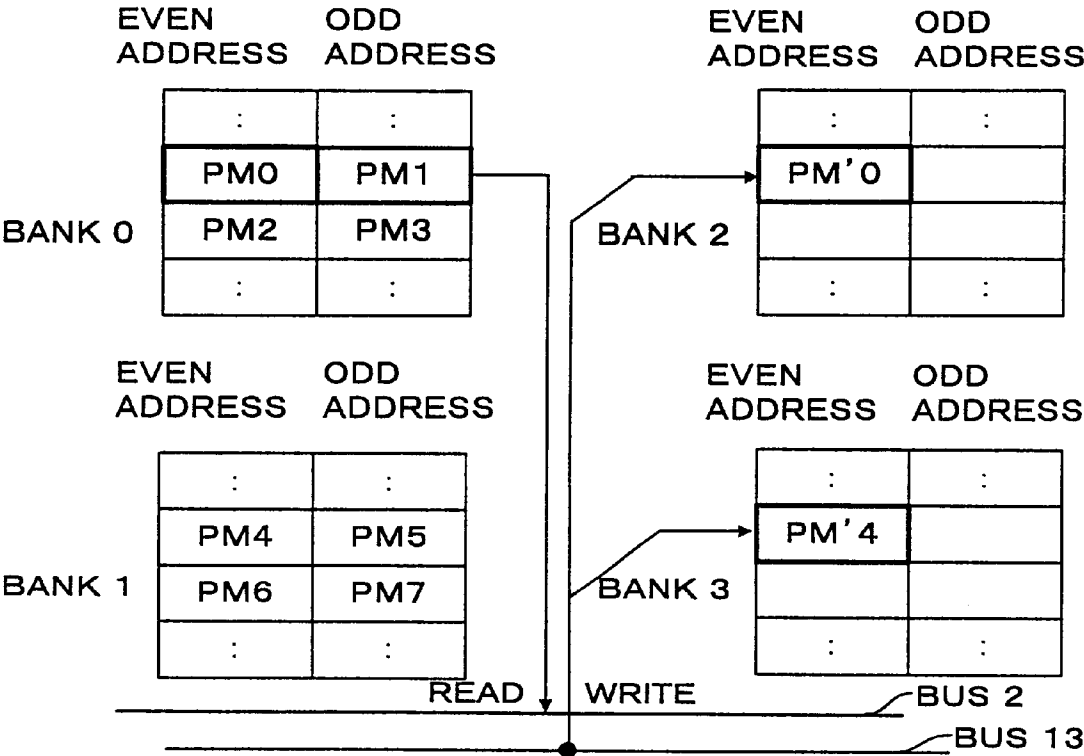 EVEN ADDRESS ODD ADDRESS
: :
PM0 PM1
BANK 0 PM2 PM3
: :
EVEN ADDRESS ODD ADDRESS
: :
PM'0
BANK 2
: :
EVEN ADDRESS ODD ADDRESS
: :
PM4 PM5
BANK 1 PM6 PM7
: :
EVEN ADDRESS ODD ADDRESS
: :
PM'4
BANK 3
: :
READ WRITE
BUS 2
BUS 13